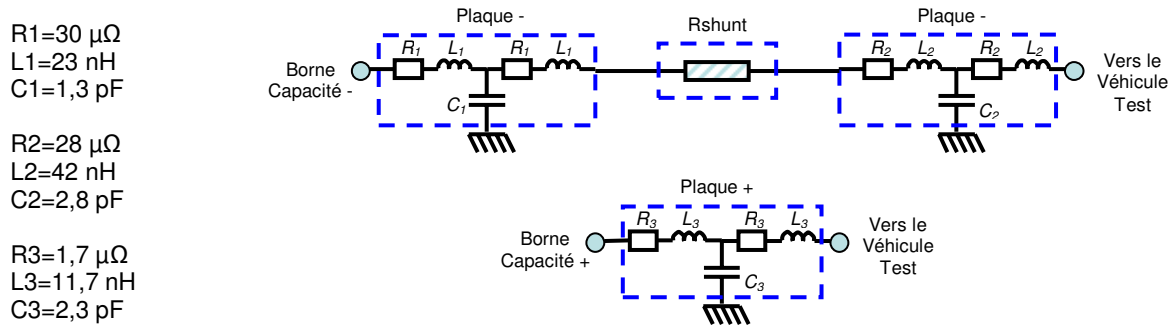 R1=30 µΩ
L1=23 nH
C1=1,3 pF
R2=28 µΩ
L2=42 nH
C2=2,8 pF
R3=1,7 µΩ
L3=11,7 nH
C3=2,3 pF
Plaque -
R1 L1 R1 L1
Borne
Capacité -
C1
Rshunt
Plaque -
R2 L2 R2 L2
C2
Vers le
Véhicule
Test
Plaque +
R3 L3 R3 L3
Borne
Capacité +
C3
Vers le
Véhicule
Test